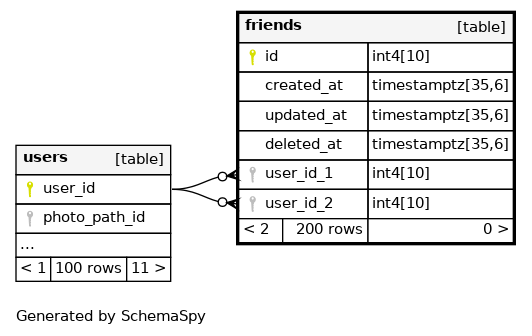 friends [table]
id int4[10]
created_at timestamptz[35,6]
updated_at timestamptz[35,6]
deleted_at timestamptz[35,6]
user_id_1 int4[10]
user_id_2 int4[10]
< 2 200 rows 0 >
users [table]
user_id
photo_path_id
...
< 1 100 rows 11 >
Generated by SchemaSpy